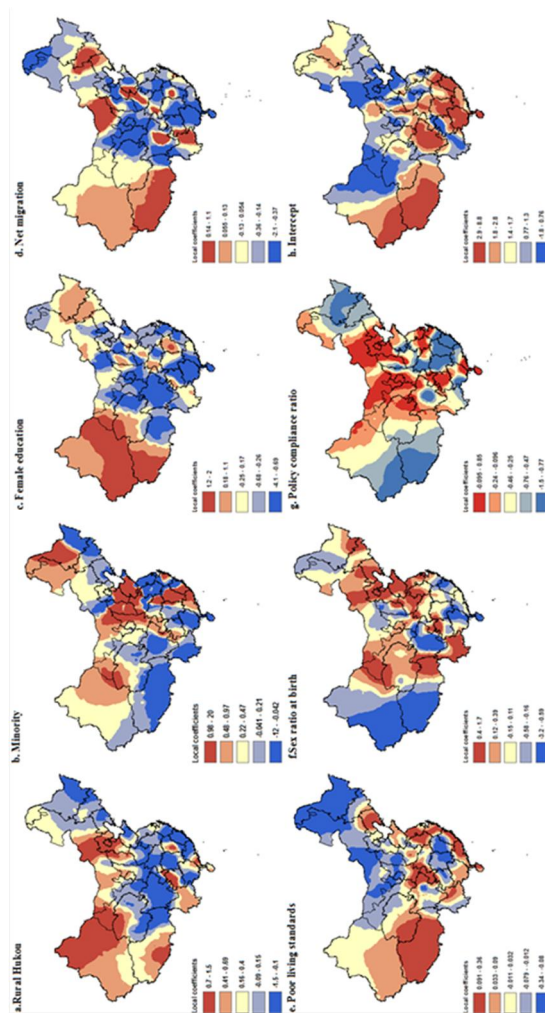 a.Rural Hukou
Local coefficients
0.7 - 1.5
0.41 - 0.69
0.16 - 0.4
-0.09 - 0.15
-1.5 - -0.1
b. Minority
Local coefficients
0.98 - 20
0.48 - 0.97
0.22 - 0.47
-0.041 - 0.21
-12 - -0.042
c. Female education
Local coefficients
1.2 - 2
0.18 - 1.1
-0.25 - 0.17
-0.68 - -0.26
-4.1 - -0.69
d. Net migration
Local coefficients
0.14 - 1.1
0.055 - 0.13
-0.13 - 0.054
-0.36 - -0.14
-2.1 - -0.37
e. Poor living standards
Local coefficients
0.091 - 0.36
0.033 - 0.09
-0.011 - 0.032
-0.079 - -0.012
-0.34 - -0.08
f.Sex ratio at birth
Local coefficients
0.4 - 1.7
0.12 - 0.39
-0.15 - 0.11
-0.58 - -0.16
-3.2 - -0.59
g. Policy compliance ratio
Local coefficients
-0.095 - 0.85
-0.24 - -0.096
-0.46 - -0.25
-0.76 - -0.47
-1.5 - -0.77
h. Intercept
Local coefficients
2.9 - 8.8
1.8 - 2.8
1.4 - 1.7
0.77 - 1.3
-1.8 - 0.76